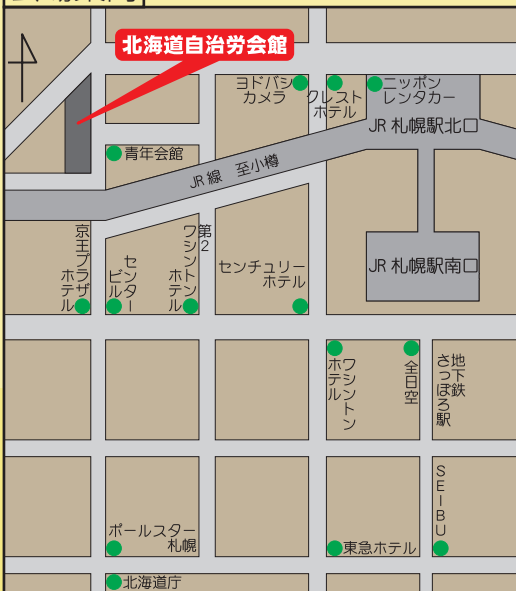 北海道自治労会館
ヨドバシ
カメラ
クレスト
ホテル
ニッポン
レンタカー
JR 札幌駅北口
青年会館
JR線 至小樽
京王プラザ
ホテル
センター
ビル
第2
ワシントン
ホテル
センチュリー
ホテル
JR 札幌駅南口
ワシントン
ホテル
全日空
地下鉄
さっぽろ駅
SEIBU
ポールスター
札幌
東急ホテル
北海道庁